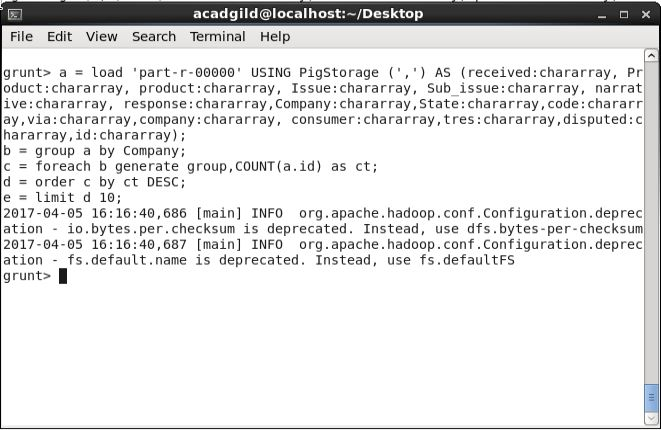 acadgild@localhost:~/Desktop
File Edit View Search Terminal Help
grunt> a = load 'part-r-00000' USING PigStorage (',') AS (received:chararray, Pr
oduct:chararray, product:chararray, Issue:chararray, Sub_issue:chararray, narrat
ive:chararray, response:chararray,Company:chararray,State:chararray,code:chararr
ay,via:chararray,company:chararray, consumer:chararray,tres:chararray,disputed:c
hararray,id:chararray);
b = group a by Company;
c = foreach b generate group,COUNT(a.id) as ct;
d = order c by ct DESC;
e = limit d 10;
2017-04-05 16:16:40,686 [main] INFO  org.apache.hadoop.conf.Configuration.deprec
ation - io.bytes.per.checksum is deprecated. Instead, use dfs.bytes-per-checksum
2017-04-05 16:16:40,687 [main] INFO  org.apache.hadoop.conf.Configuration.deprec
ation - fs.default.name is deprecated. Instead, use fs.defaultFS
grunt>